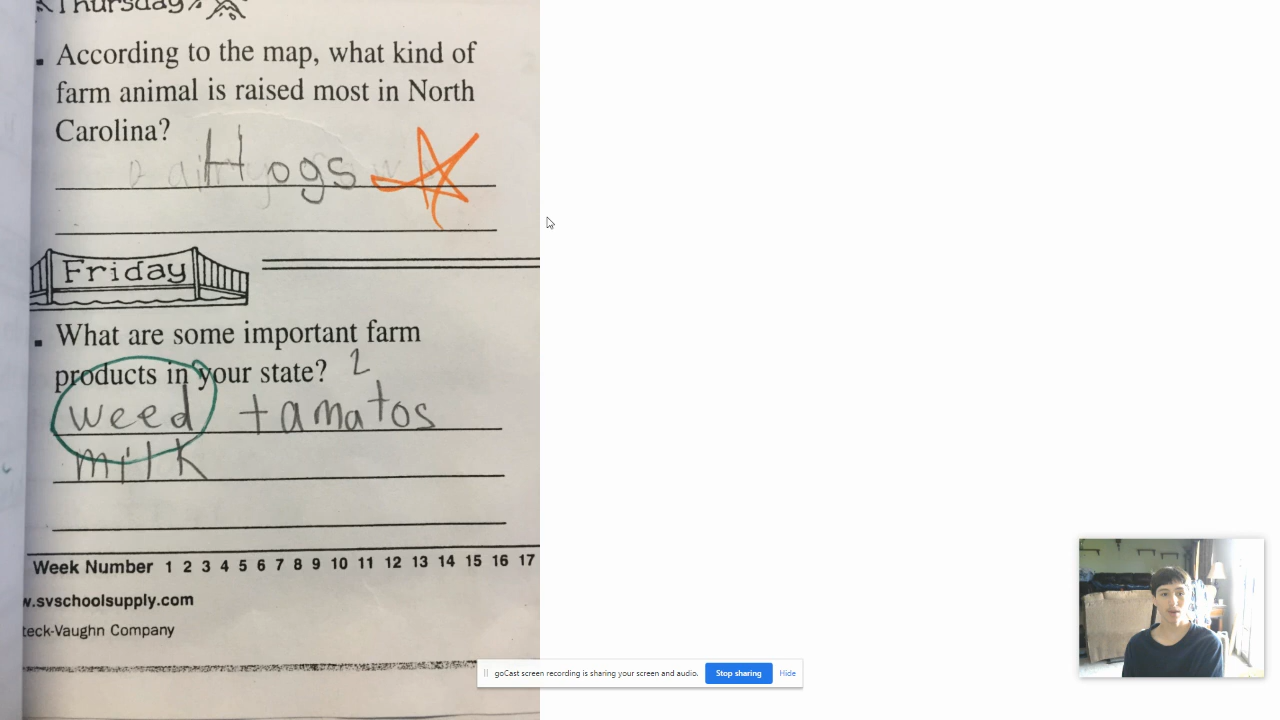 Thursday
According to the map, what kind of
farm animal is raised most in North
Carolina?
Hogs
Friday
What are some important farm
products in your state? 2
weed tamatos
milk
Week Number 1 2 3 4 5 6 7 8 9 10 11 12 13 14 15 16 17
w.svschoolsupply.com
teck-Vaughn Company
goCast screen recording is sharing your screen and audio. Stop sharing Hide